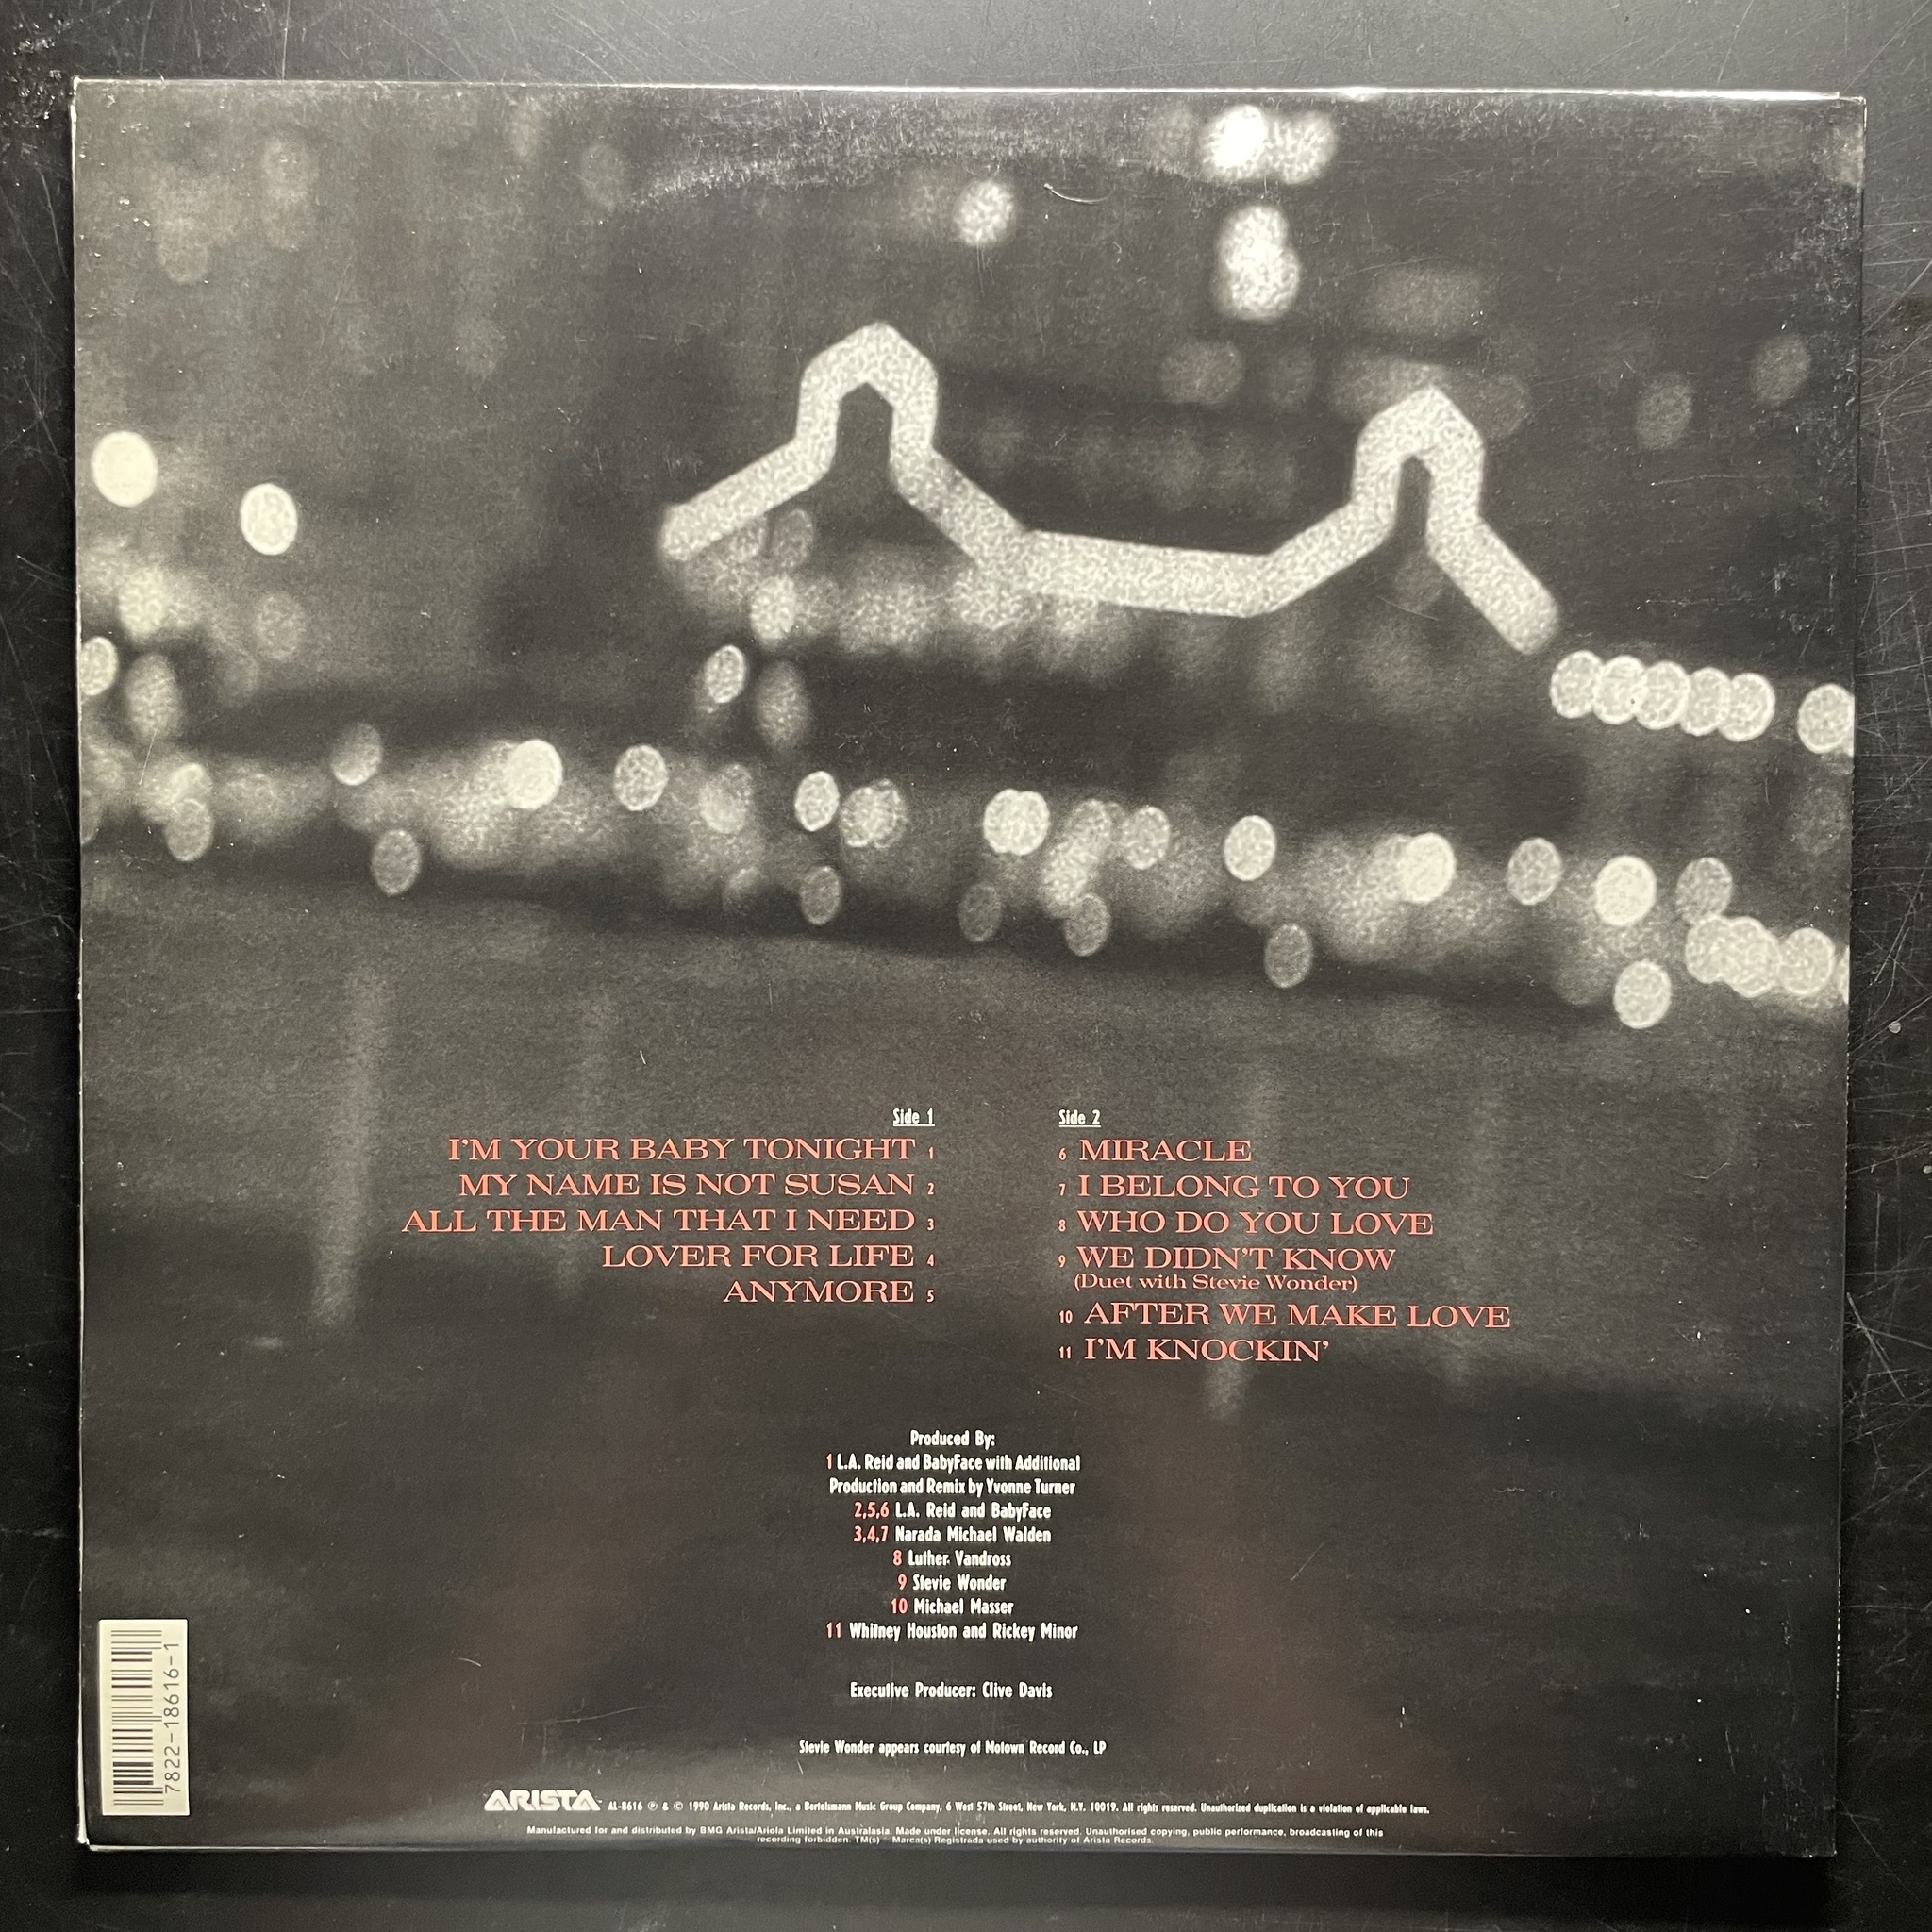 Side 1
I'M YOUR BABY TONIGHT 1
MY NAME IS NOT SUSAN 2
ALL THE MAN THAT I NEED 3
LOVER FOR LIFE 4
ANYMORE 5
Side 2
6 MIRACLE
7 I BELONG TO YOU
8 WHO DO YOU LOVE
9 WE DIDN'T KNOW
(Duet with Stevie Wonder)
10 AFTER WE MAKE LOVE
11 I'M KNOCKIN'
Produced By:
1 L.A. Reid and BabyFace with Additional
Production and Remix by Yvonne Turner
2,5,6 L.A. Reid and BabyFace
3,4,7 Narada Michael Walden
8 Luther Vandross
9 Stevie Wonder
10 Michael Masser
11 Whitney Houston and Rickey Minor
Executive Producer: Clive Davis
Stevie Wonder appears courtesy of Motown Record Co., LP
7822-18616-1
ARISTA AL-8616 ℗ & © 1990 Arista Records, Inc., a Bertelsmann Music Group Company, 6 West 57th Street, New York, N.Y. 10019. All rights reserved. Unauthorized duplication is a violation of applicable laws.
Manufactured for and distributed by BMG Arista/Ariola Limited in Australasia. Made under license. All rights reserved. Unauthorised copying, public performance, broadcasting of this
recording forbidden. TM(s) Marca(s) Registrada used by authority of Arista Records.